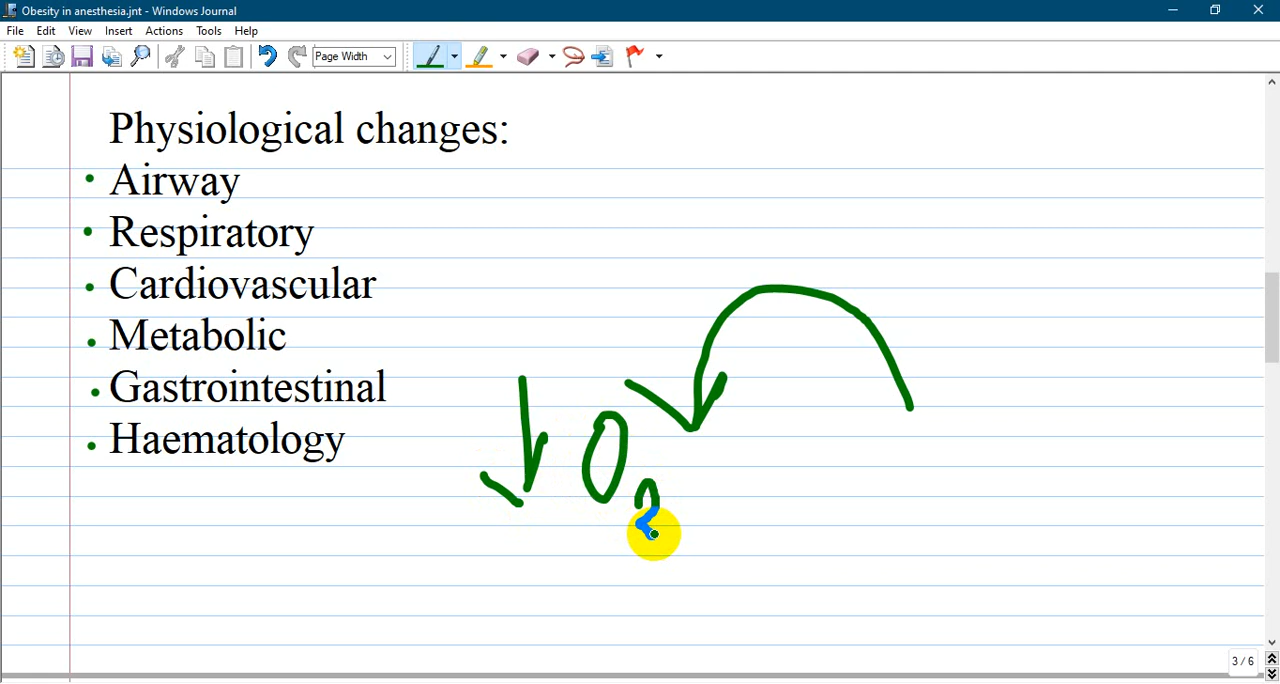 Obesity in anesthesia.jnt - Windows Journal
File Edit View Insert Actions Tools Help
Page Width
Physiological changes:
• Airway
• Respiratory
• Cardiovascular
• Metabolic
• Gastrointestinal
• Haematology
↓ O2
3 / 6